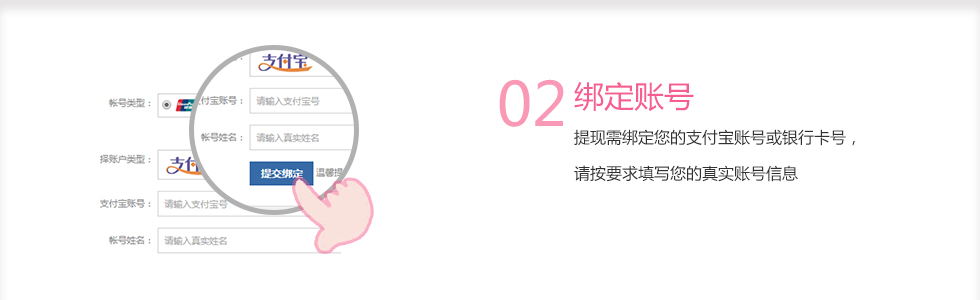 支付宝
帐号类型：
付宝账号：
请输入支付宝号
帐号姓名：
请输入真实姓名
择账户类型：
支付
提交绑定
温馨提
支付宝账号：
请输入支付宝号
帐号姓名：
请输入真实姓名
02 绑定账号
提现需绑定您的支付宝账号或银行卡号，
请按要求填写您的真实账号信息